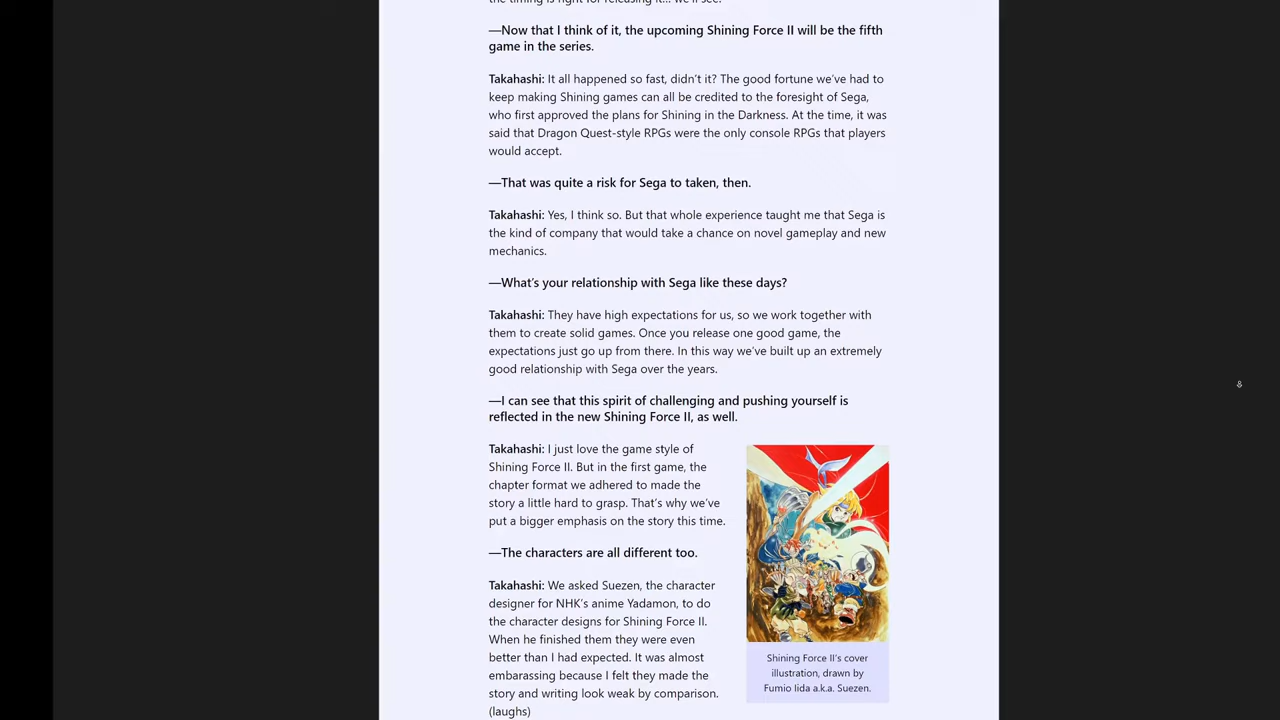 the timing is right for releasing it... we'll see.
—Now that I think of it, the upcoming Shining Force II will be the fifth
game in the series.
Takahashi: It all happened so fast, didn't it? The good fortune we've had to
keep making Shining games can all be credited to the foresight of Sega,
who first approved the plans for Shining in the Darkness. At the time, it was
said that Dragon Quest-style RPGs were the only console RPGs that players
would accept.
—That was quite a risk for Sega to taken, then.
Takahashi: Yes, I think so. But that whole experience taught me that Sega is
the kind of company that would take a chance on novel gameplay and new
mechanics.
—What's your relationship with Sega like these days?
Takahashi: They have high expectations for us, so we work together with
them to create solid games. Once you release one good game, the
expectations just go up from there. In this way we've built up an extremely
good relationship with Sega over the years.
—I can see that this spirit of challenging and pushing yourself is
reflected in the new Shining Force II, as well.
Takahashi: I just love the game style of
Shining Force II. But in the first game, the
chapter format we adhered to made the
story a little hard to grasp. That's why we've
put a bigger emphasis on the story this time.
—The characters are all different too.
Takahashi: We asked Suezen, the character
designer for NHK's anime Yadamon, to do
the character designs for Shining Force II.
When he finished them they were even
better than I had expected. It was almost
embarassing because I felt they made the
story and writing look weak by comparison.
(laughs)
Shining Force II's cover
illustration, drawn by
Fumio Iida a.k.a. Suezen.